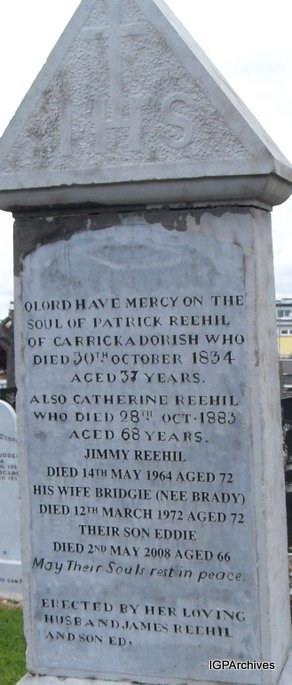 IHS
O LORD HAVE MERCY ON THE
SOUL OF PATRICK REEHIL
OF CARRICKADORISH WHO
DIED 30TH OCTOBER 1834
AGED 37 YEARS.
ALSO CATHERINE REEHIL
WHO DIED 28TH OCT. 1883
AGED 68 YEARS.
JIMMY REEHIL
DIED 14TH MAY 1964 AGED 72
HIS WIFE BRIDGIE (NEE BRADY)
DIED 12TH MARCH 1972 AGED 72
THEIR SON EDDIE
DIED 2ND MAY 2008 AGED 66
May Their Souls rest in peace.
ERECTED BY HER LOVING
HUSBAND JAMES REEHIL
AND SON ED,
IGPArchives